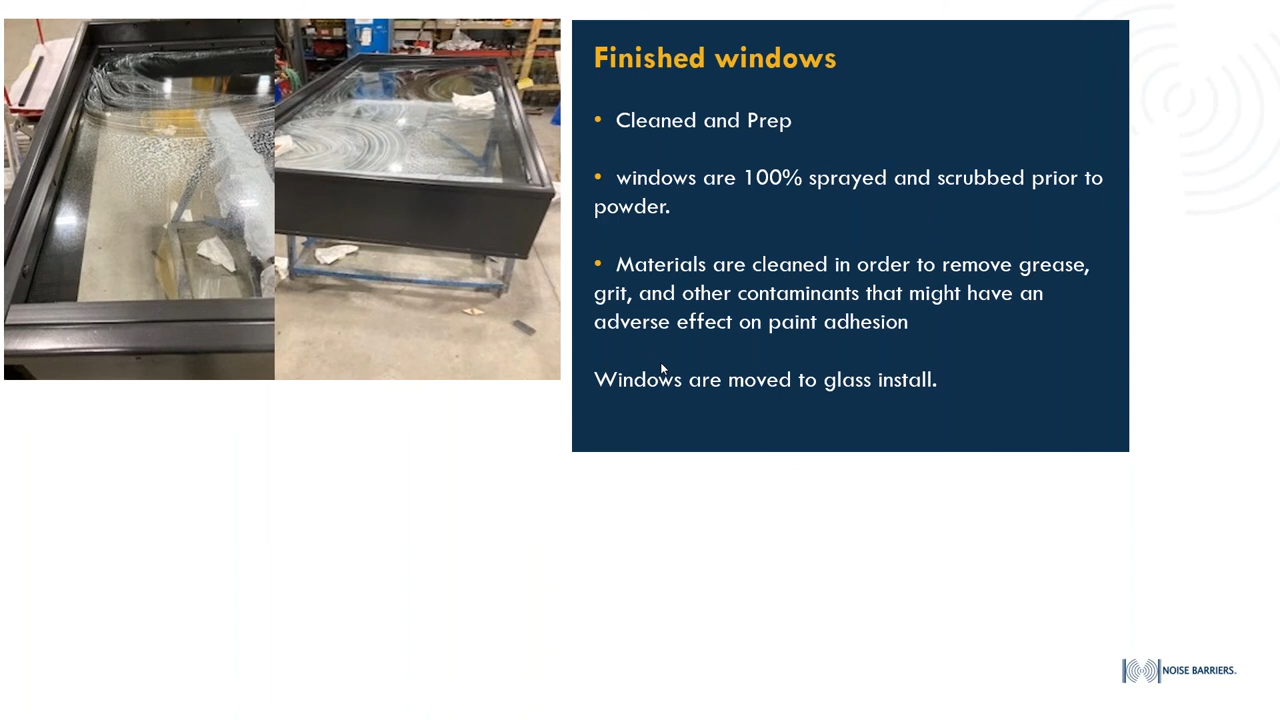 Finished windows
• Cleaned and Prep
• windows are 100% sprayed and scrubbed prior to
powder.
• Materials are cleaned in order to remove grease,
grit, and other contaminants that might have an
adverse effect on paint adhesion
Windows are moved to glass install.
NOISE BARRIERS